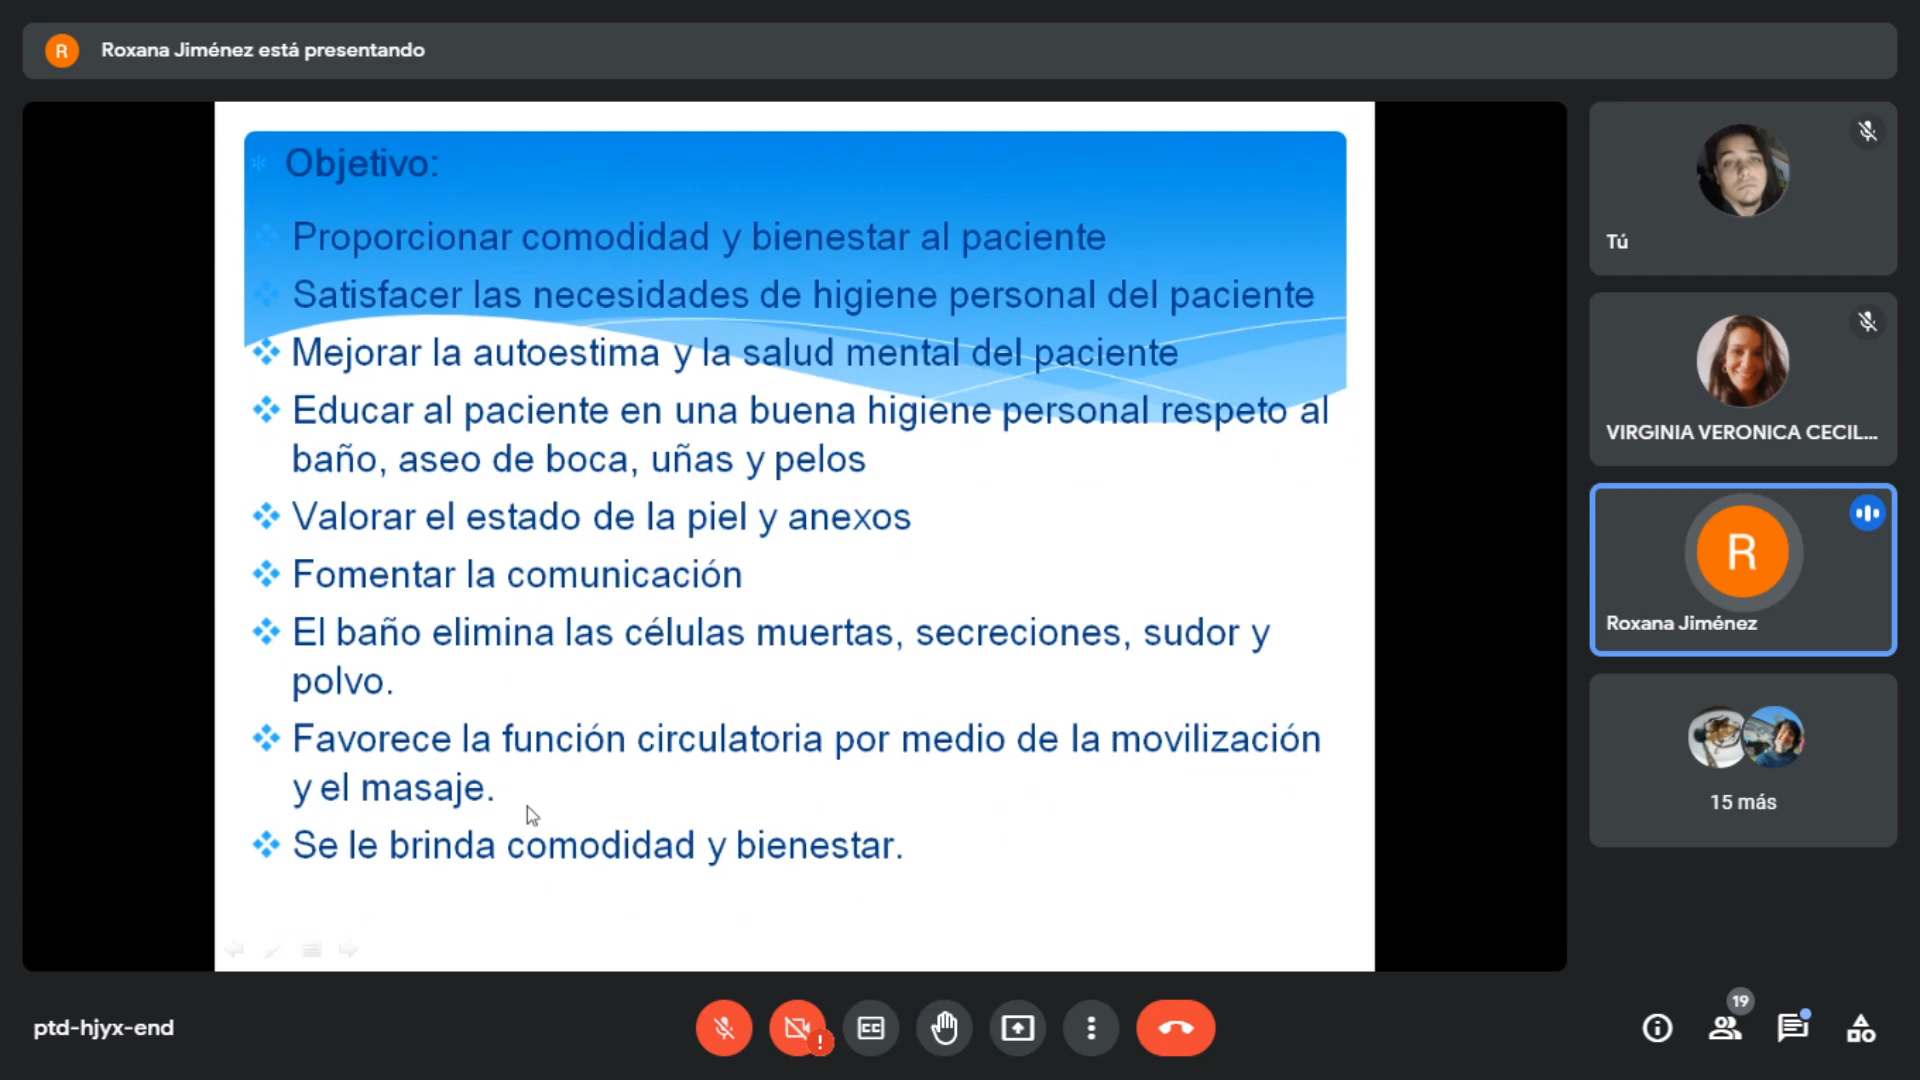 R Roxana Jiménez está presentando
Objetivo:
Proporcionar comodidad y bienestar al paciente
Satisfacer las necesidades de higiene personal del paciente
Mejorar la autoestima y la salud mental del paciente
Educar al paciente en una buena higiene personal respeto al
baño, aseo de boca, uñas y pelos
Valorar el estado de la piel y anexos
Fomentar la comunicación
El baño elimina las células muertas, secreciones, sudor y
polvo.
Favorece la función circulatoria por medio de la movilización
y el masaje.
Se le brinda comodidad y bienestar.
Tú
VIRGINIA VERONICA CECIL...
R
Roxana Jiménez
15 más
ptd-hjyx-end
!
CC
19